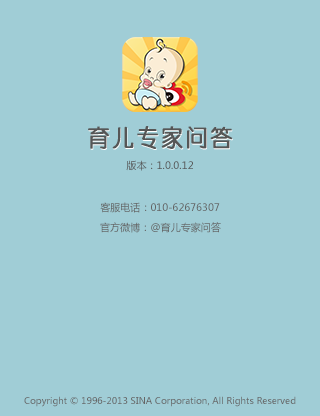 育儿专家问答
版本：1.0.0.12
客服电话：010-62676307
官方微博：@育儿专家问答
Copyright © 1996-2013 SINA Corporation, All Rights Reserved